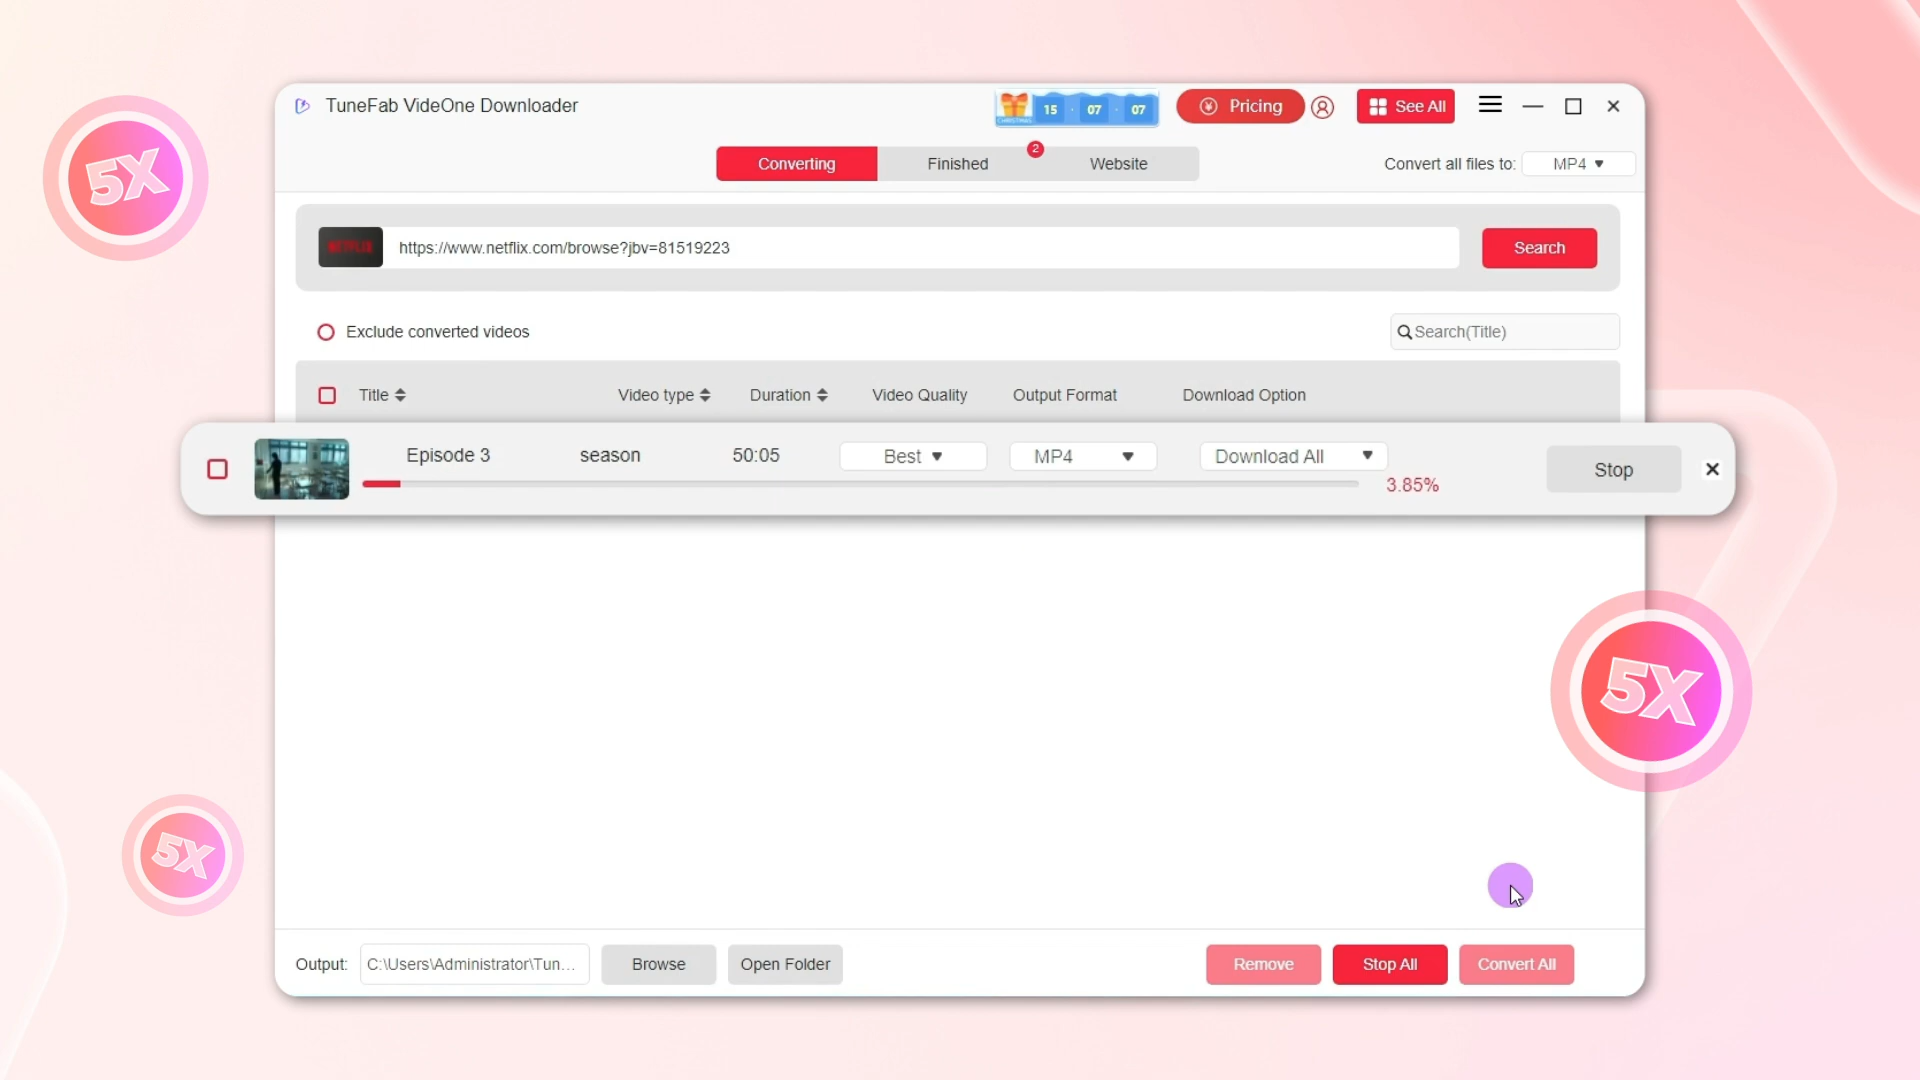 TuneFab VideOne Downloader
15 · 07 · 07
Pricing
See All
Converting
Finished
2
Website
Convert all files to:
MP4
5X
NETFLIX
https://www.netflix.com/browse?jbv=81519223
Search
Exclude converted videos
Search(Title)
Title
Video type
Duration
Video Quality
Output Format
Download Option
Episode 3
season
50:05
Best
MP4
Download All
3.85%
Stop
5X
5X
Output:
C:\Users\Administrator\Tun...
Browse
Open Folder
Remove
Stop All
Convert All